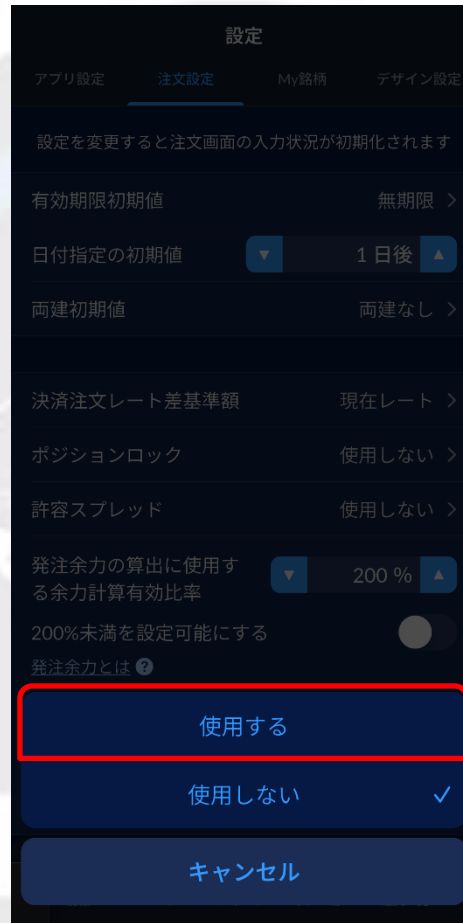 設定
アプリ設定 注文設定 My銘柄 デザイン設定
設定を変更すると注文画面の入力状況が初期化されます
有効期限初期値 無期限 >
日付指定の初期値 ▼ 1 日後 ▲
両建初期値 両建なし >
決済注文レート差基準額 現在レート >
ポジションロック 使用しない >
許容スプレッド 使用しない >
発注余力の算出に使用す
る余力計算有効比率 ▼ 200 % ▲
200%未満を設定可能にする
発注余力とは ?
使用する
使用しない ✓
キャンセル